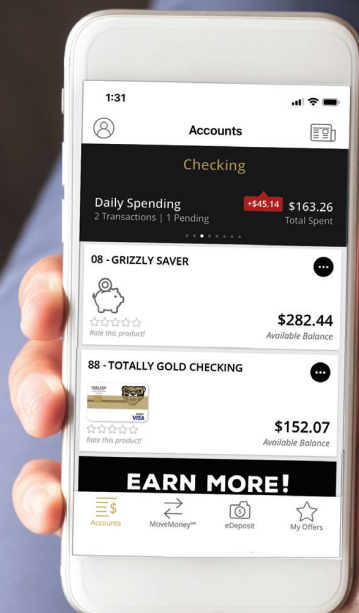 1:31
Accounts
Checking
Daily Spending
+$45.14
$163.26
2 Transactions | 1 Pending
Total Spent
08 - GRIZZLY SAVER
$282.44
Rate this product!
Available Balance
88 - TOTALLY GOLD CHECKING
DEBIT
VISA
$152.07
Rate this product!
Available Balance
EARN MORE!
Accounts
MoveMoney℠
eDeposit
My Offers